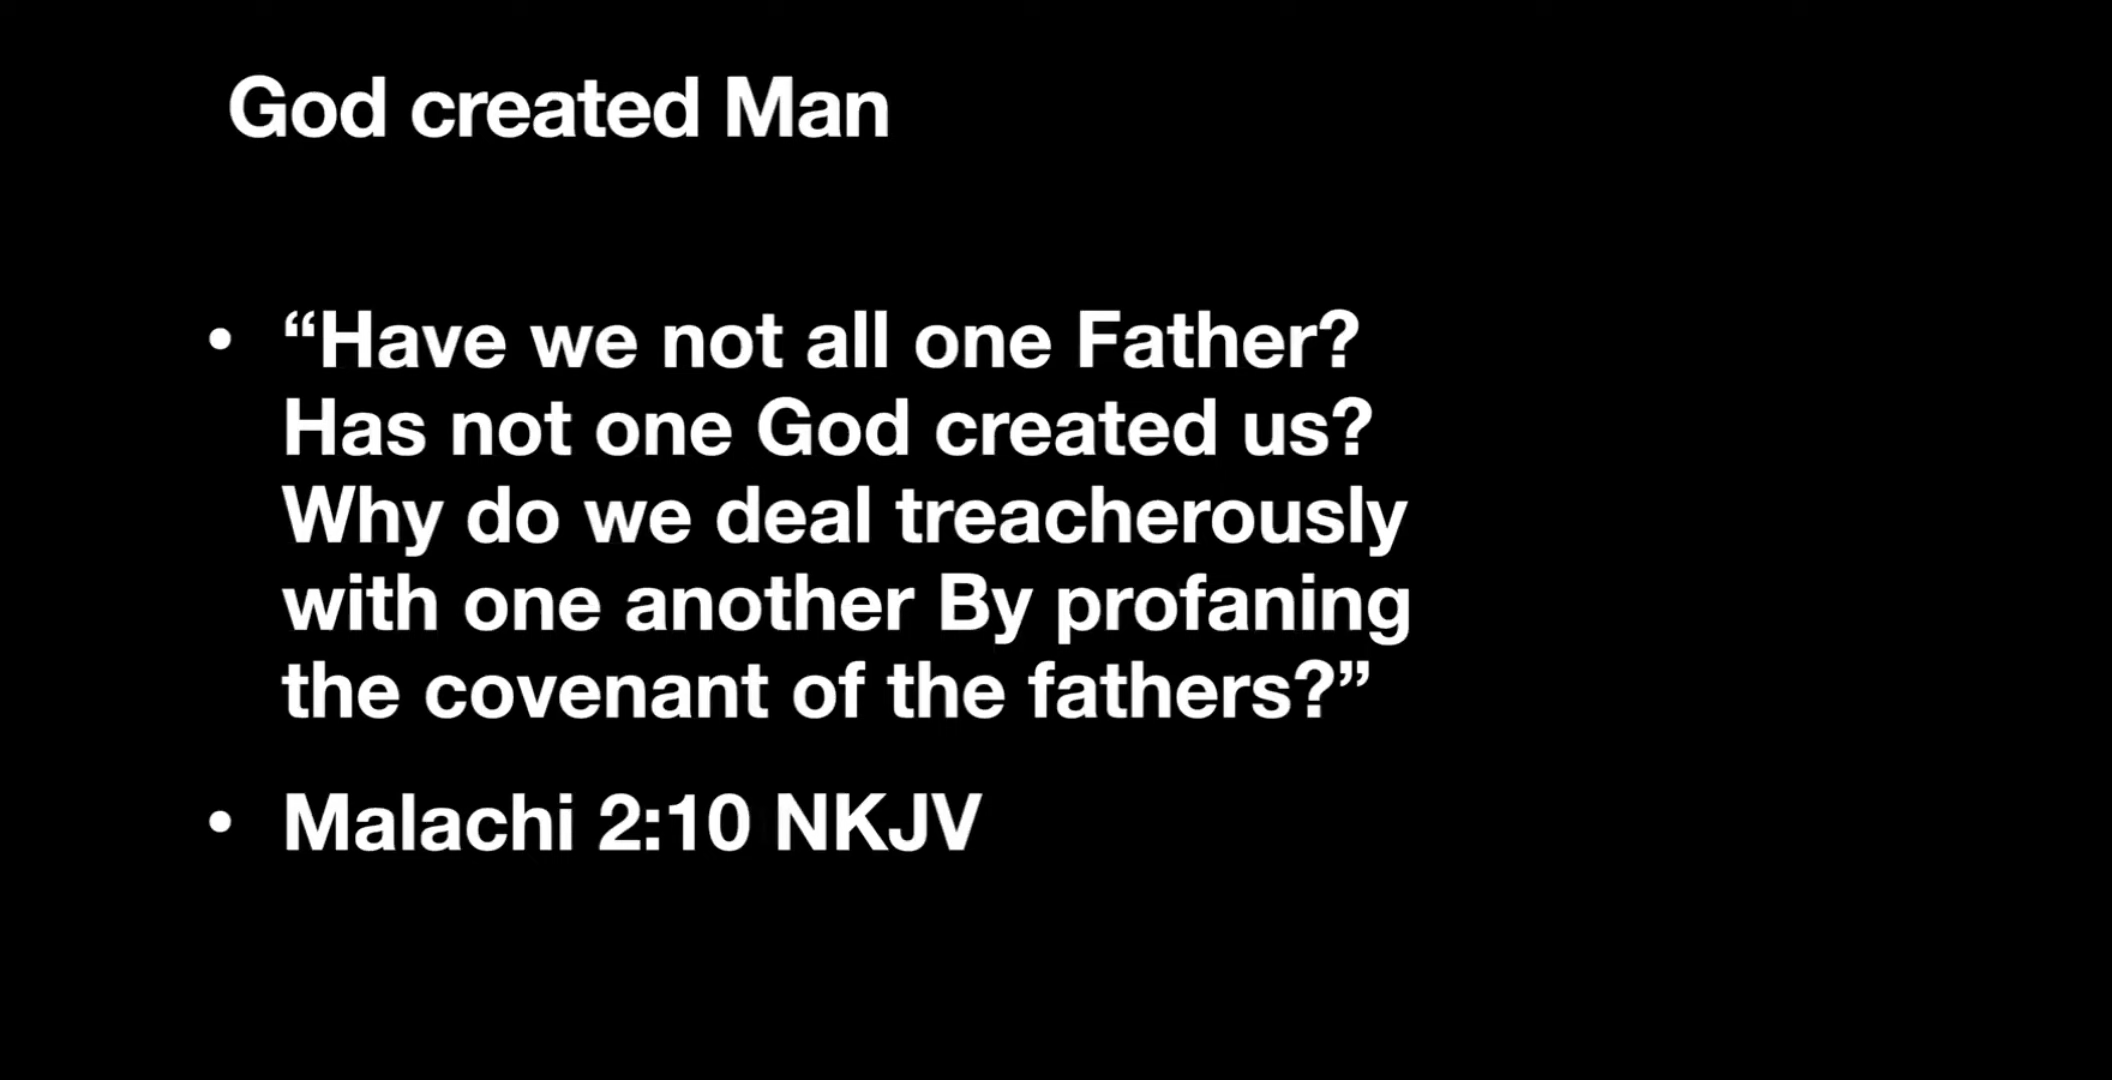 God created Man
• “Have we not all one Father?
Has not one God created us?
Why do we deal treacherously
with one another By profaning
the covenant of the fathers?”
• Malachi 2:10 NKJV